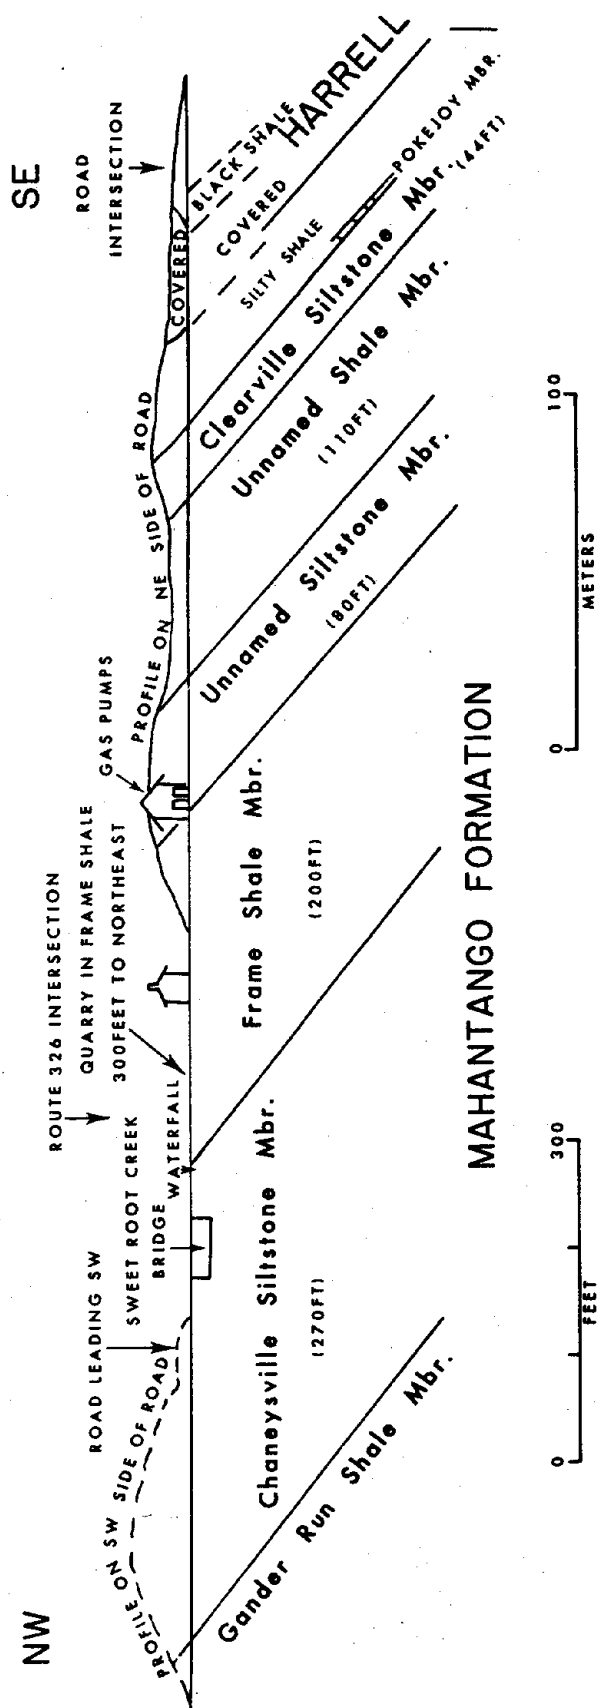 NW
SE
PROFILE ON SW SIDE OF ROAD
ROAD LEADING SW
SWEET ROOT CREEK
BRIDGE
WATERFALL
ROUTE 326 INTERSECTION
QUARRY IN FRAME SHALE
300FEET TO NORTHEAST
GAS PUMPS
PROFILE ON NE SIDE OF ROAD
COVERED
ROAD
INTERSECTION
Gander Run Shale Mbr.
Chaneysville Siltstone Mbr.
(270FT)
Frame Shale Mbr.
(200FT)
Unnamed Siltstone Mbr.
(80FT)
Unnamed Shale Mbr.
(110FT)
Clearville Siltstone Mbr.
(44FT)
SILTY SHALE
POKEJOY MBR.
COVERED
BLACK SHALE
HARRELL
MAHANTANGO FORMATION
0 300
FEET
0 100
METERS